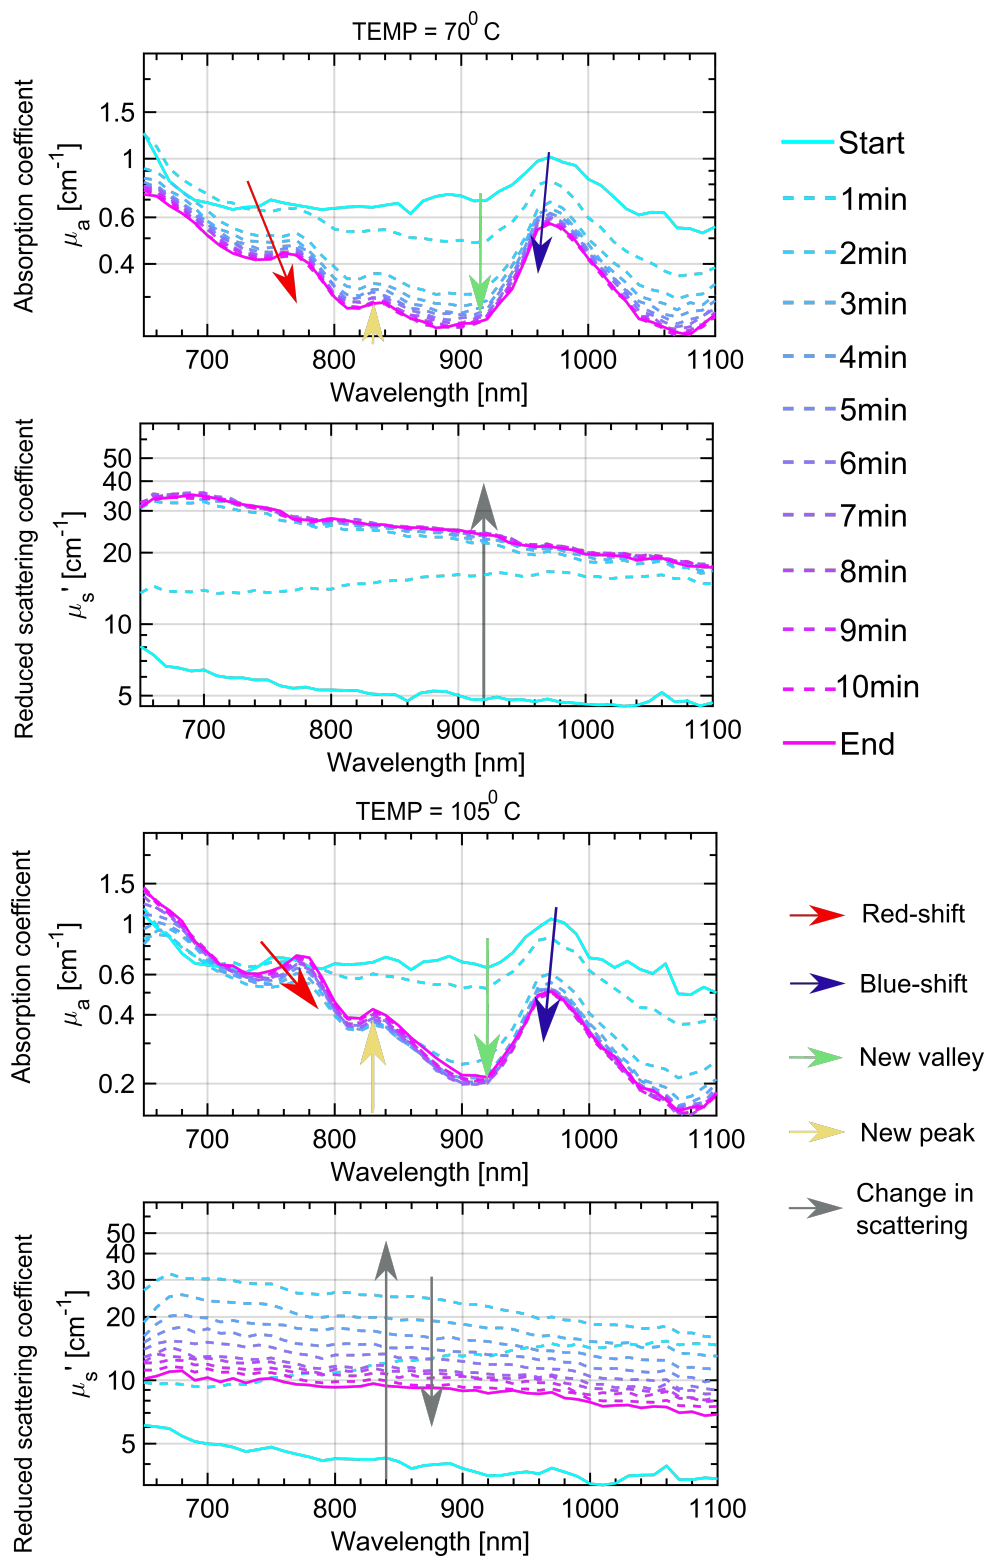 TEMP = 70⁰ C
Absorption coefficent
μa [cm-1]
1.5
1
0.6
0.4
700 800 900 1000 1100
Wavelength [nm]
Reduced scattering coefficent
μs' [cm-1]
50
40
30
20
10
5
700 800 900 1000 1100
Wavelength [nm]
Start
1min
2min
3min
4min
5min
6min
7min
8min
9min
10min
End
TEMP = 105⁰ C
Absorption coefficent
μa [cm-1]
1.5
1
0.6
0.4
0.2
700 800 900 1000 1100
Wavelength [nm]
Reduced scattering coefficent
μs' [cm-1]
50
40
30
20
10
5
700 800 900 1000 1100
Wavelength [nm]
Red-shift
Blue-shift
New valley
New peak
Change in
scattering